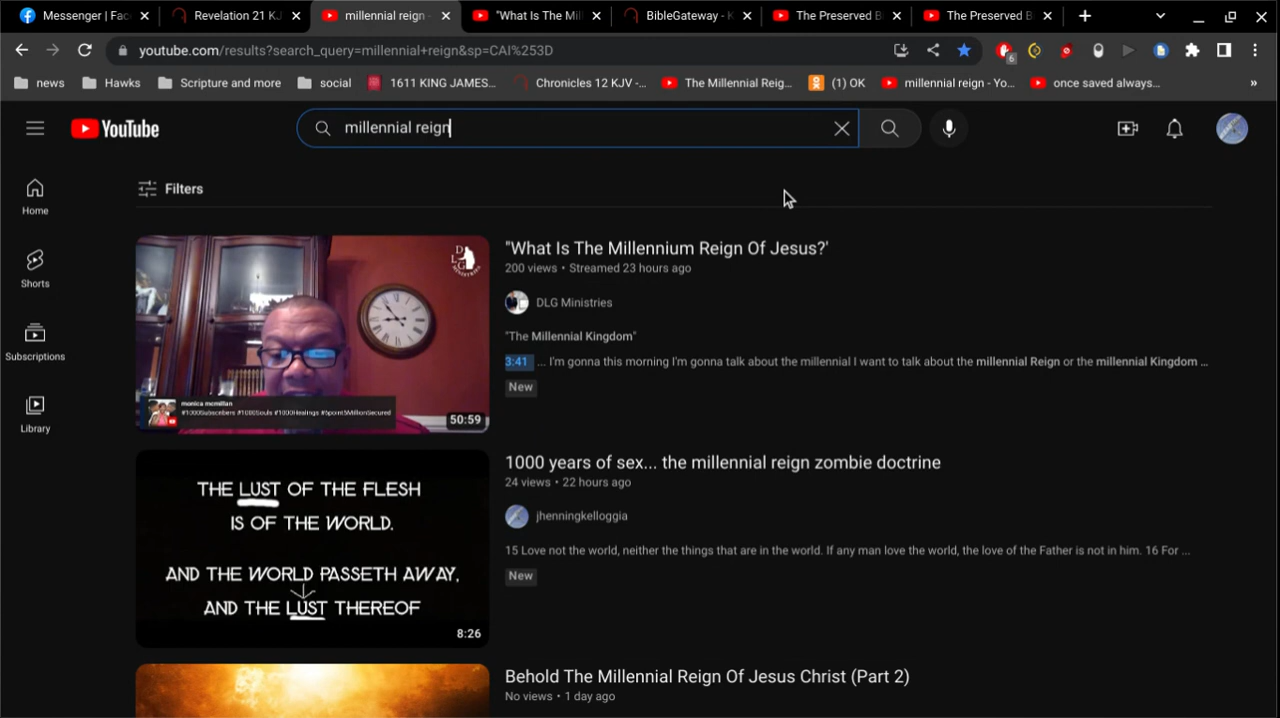 Messenger | Fac
Revelation 21 KJ
millennial reign -
"What Is The Mil
BibleGateway - K
The Preserved B
The Preserved B
youtube.com/results?search_query=millennial+reign&sp=CAI%253D
6
news
Hawks
Scripture and more
social
1611 KING JAMES...
Chronicles 12 KJV -...
The Millennial Reig...
(1) OK
millennial reign - Yo...
once saved always...
»
YouTube
millennial reign
Home
Shorts
Subscriptions
Library
Filters
DLG
MINISTRIES
monica mcmillan
#1000Subscribers #1000Souls #1000Healings #6point5MillionSecured
50:59
"What Is The Millennium Reign Of Jesus?'
200 views • Streamed 23 hours ago
DLG Ministries
"The Millennial Kingdom"
3:41 ... I'm gonna this morning I'm gonna talk about the millennial I want to talk about the millennial Reign or the millennial Kingdom ...
New
THE LUST OF THE FLESH
IS OF THE WORLD.
AND THE WORLD PASSETH AWAY,
AND THE LUST THEREOF
8:26
1000 years of sex... the millennial reign zombie doctrine
24 views • 22 hours ago
jhenningkelloggia
15 Love not the world, neither the things that are in the world. If any man love the world, the love of the Father is not in him. 16 For ...
New
Behold The Millennial Reign Of Jesus Christ (Part 2)
No views • 1 day ago